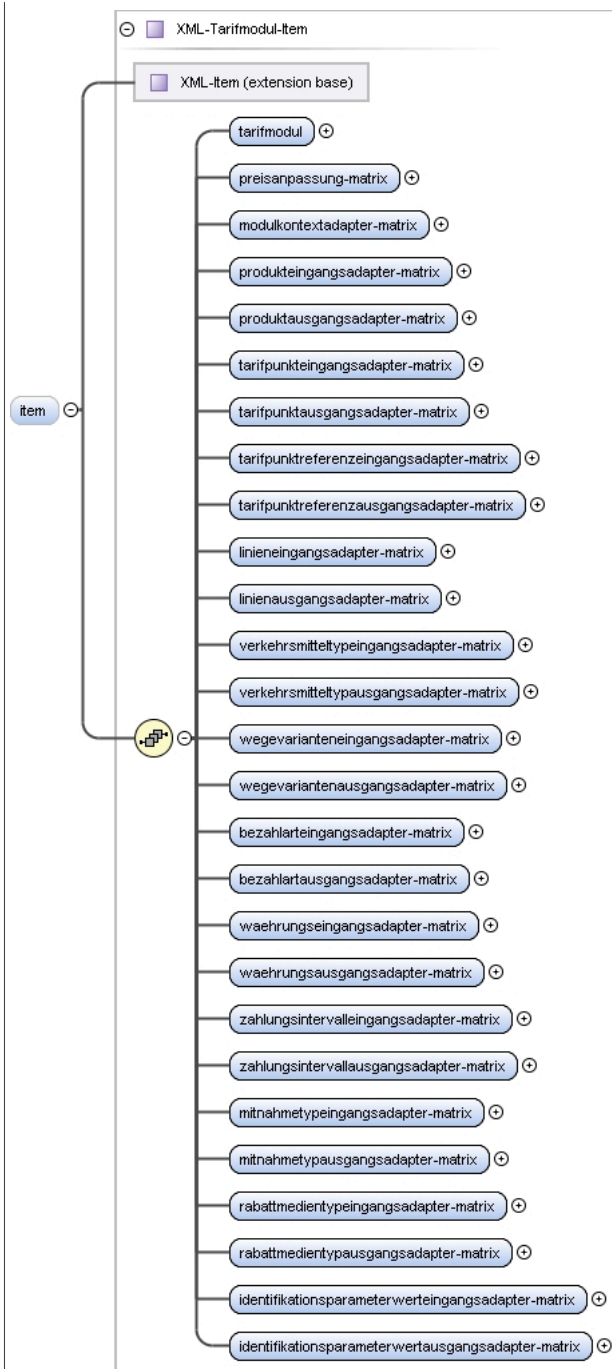 XML-Tarifmodul-Item
XML-Item (extension base)
tarifmodul
preisanpassung-matrix
modulkontextadapter-matrix
produkteingangsadapter-matrix
produktausgangsadapter-matrix
tarifpunkteingangsadapter-matrix
item
tarifpunktausgangsadapter-matrix
tarifpunktreferenzeingangsadapter-matrix
tarifpunktreferenzausgangsadapter-matrix
linieneingangsadapter-matrix
linienausgangsadapter-matrix
verkehrsmitteltypeingangsadapter-matrix
verkehrsmitteltypausgangsadapter-matrix
wegevarianteneingangsadapter-matrix
wegevariantenausgangsadapter-matrix
bezahlarteingangsadapter-matrix
bezahlartausgangsadapter-matrix
waehrungseingangsadapter-matrix
waehrungsausgangsadapter-matrix
zahlungsintervalleingangsadapter-matrix
zahlungsintervallausgangsadapter-matrix
mitnahmetypeingangsadapter-matrix
mitnahmetypausgangsadapter-matrix
rabattmedientypeingangsadapter-matrix
rabattmedientypausgangsadapter-matrix
identifikationsparameterwerteingangsadapter-matrix
identifikationsparameterwertausgangsadapter-matrix